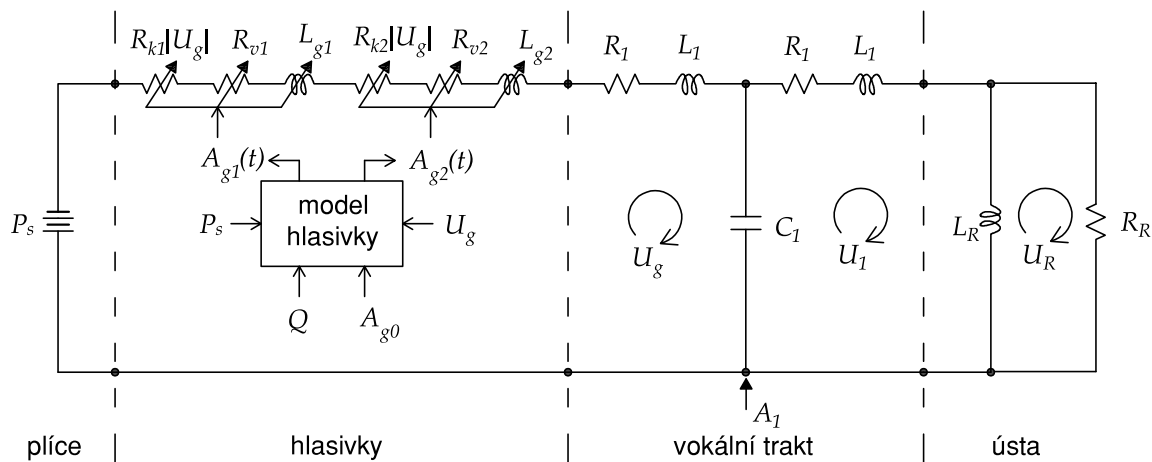 R_{k1}|U_g| R_{v1} L_{g1} R_{k2}|U_g| R_{v2} L_{g2} R_1 L_1 R_1 L_1
A_{g1}(t) A_{g2}(t)
P_s P_s model U_g U_g C_1 U_1 L_R U_R R_R
hlasivky
Q A_{g0}
A_1
plíce hlasivky vokální trakt ústa